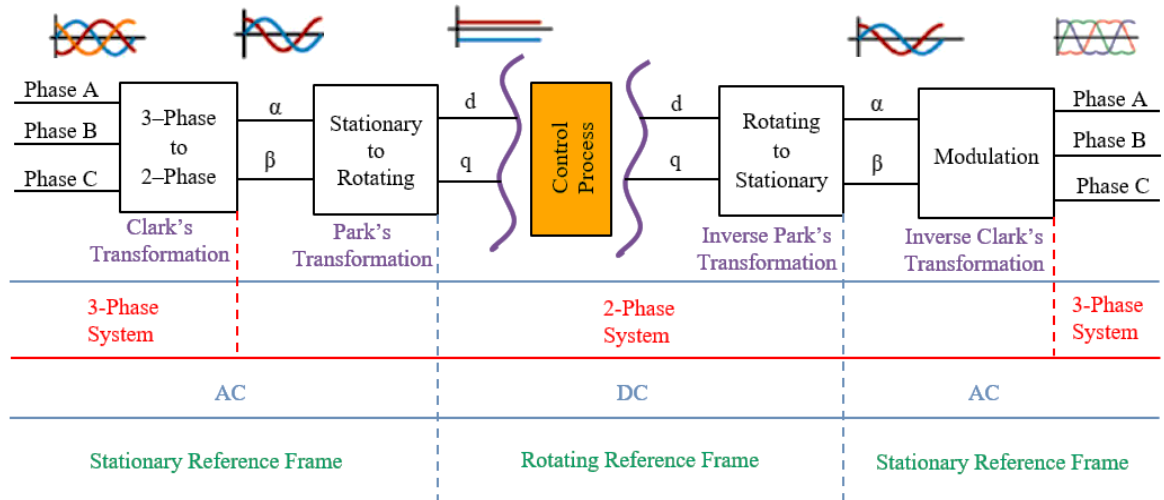 Phase A
Phase B
Phase C
3–Phase
to
2–Phase
Clark's
Transformation
α
β
Stationary
to
Rotating
Park's
Transformation
d
q
Control
Process
d
q
Rotating
to
Stationary
Inverse Park's
Transformation
α
β
Modulation
Inverse Clark's
Transformation
Phase A
Phase B
Phase C
3-Phase
System
2-Phase
System
3-Phase
System
AC
DC
AC
Stationary Reference Frame
Rotating Reference Frame
Stationary Reference Frame